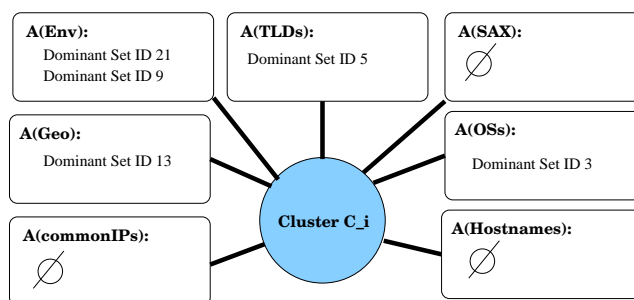 A(Env):
Dominant Set ID 21
Dominant Set ID 9
A(TLDs):
Dominant Set ID 5
A(SAX):
∅
A(Geo):
Dominant Set ID 13
A(OSs):
Dominant Set ID 3
Cluster C_i
A(commonIPs):
∅
A(Hostnames):
∅